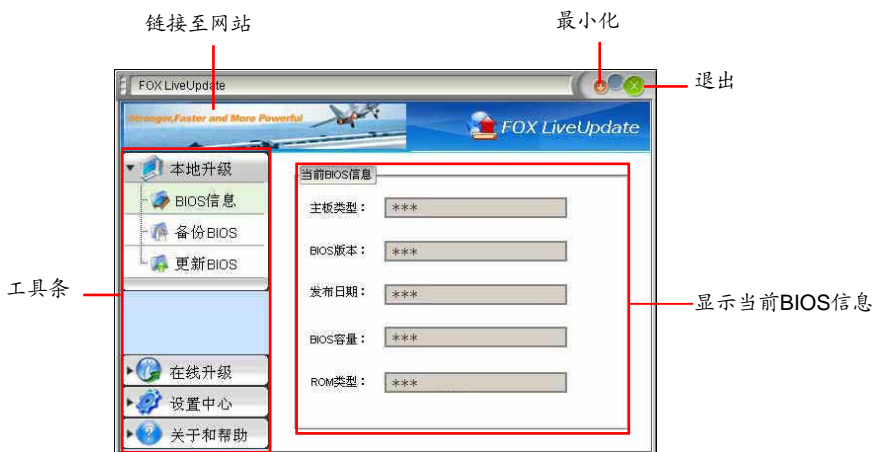 链接至网站
最小化
退出
FOX LiveUpdate
Stronger,Faster and More Powerful
FOX LiveUpdate
本地升级
BIOS信息
备份BIOS
更新BIOS
在线升级
设置中心
关于和帮助
当前BIOS信息
主板类型： ***
BIOS版本： ***
发布日期： ***
BIOS容量： ***
ROM类型： ***
工具条
显示当前BIOS信息